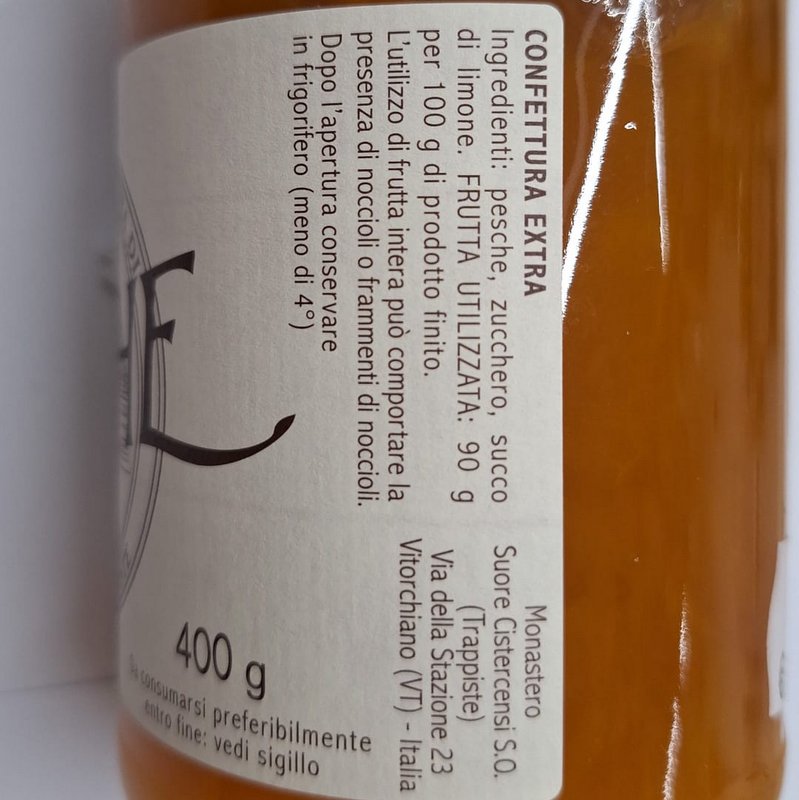 CONFETTURA EXTRA
Ingredienti: pesche, zucchero, succo
di limone. FRUTTA UTILIZZATA: 90 g
per 100 g di prodotto finito.
L'utilizzo di frutta intera può comportare la
presenza di noccioli o frammenti di noccioli.
Dopo l'apertura conservare
in frigorifero (meno di 4°)
Monastero
Suore Cistercensi S.O.
(Trappiste)
Via della Stazione 23
Vitorchiano (VT) - Italia
400 g
Da consumarsi preferibilmente
entro fine: vedi sigillo